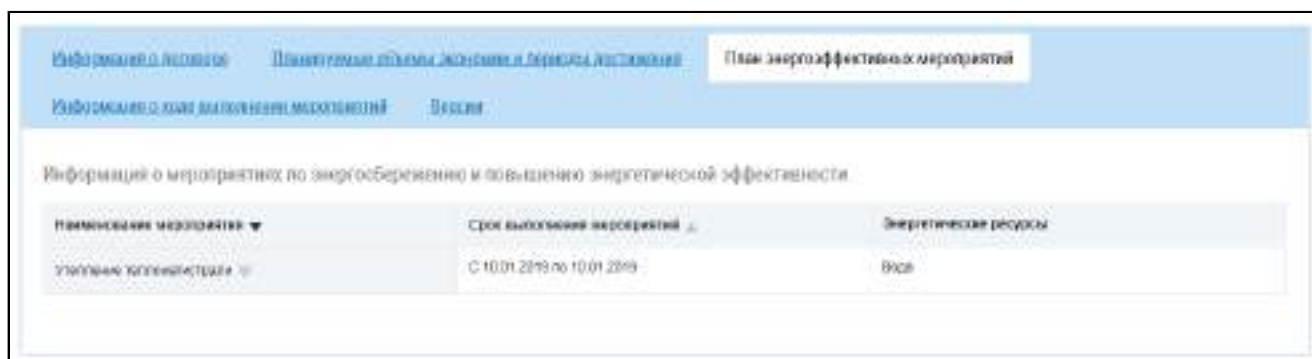 Информация о договоре Планируемые объемы экономии и периоды достижения План энергоэффективных мероприятий
Информация о ходе выполнения мероприятий Версии
Информация о мероприятиях по энергосбережению и повышению энергетической эффективности
Наименование мероприятия Срок выполнения мероприятий Энергетические ресурсы
Утепление тепломагистрали С 10.01.2019 по 10.01.2019 Вода